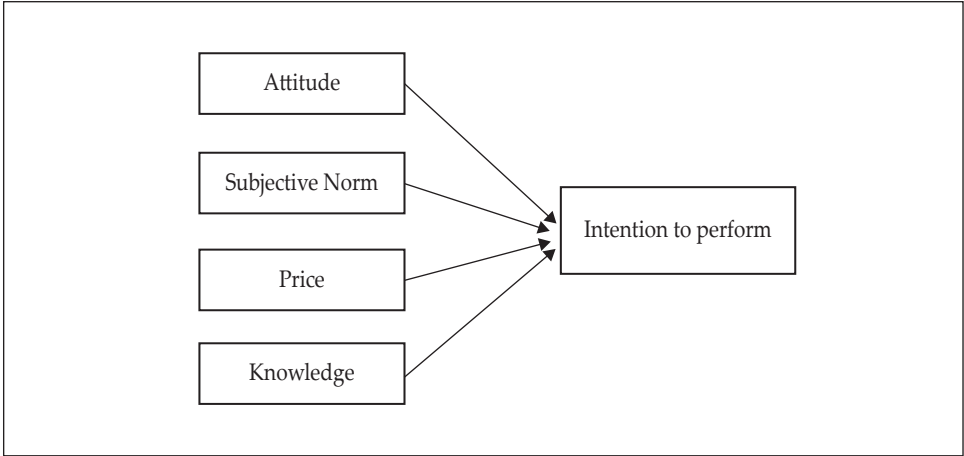 Attitude
Subjective Norm
Intention to perform
Price
Knowledge